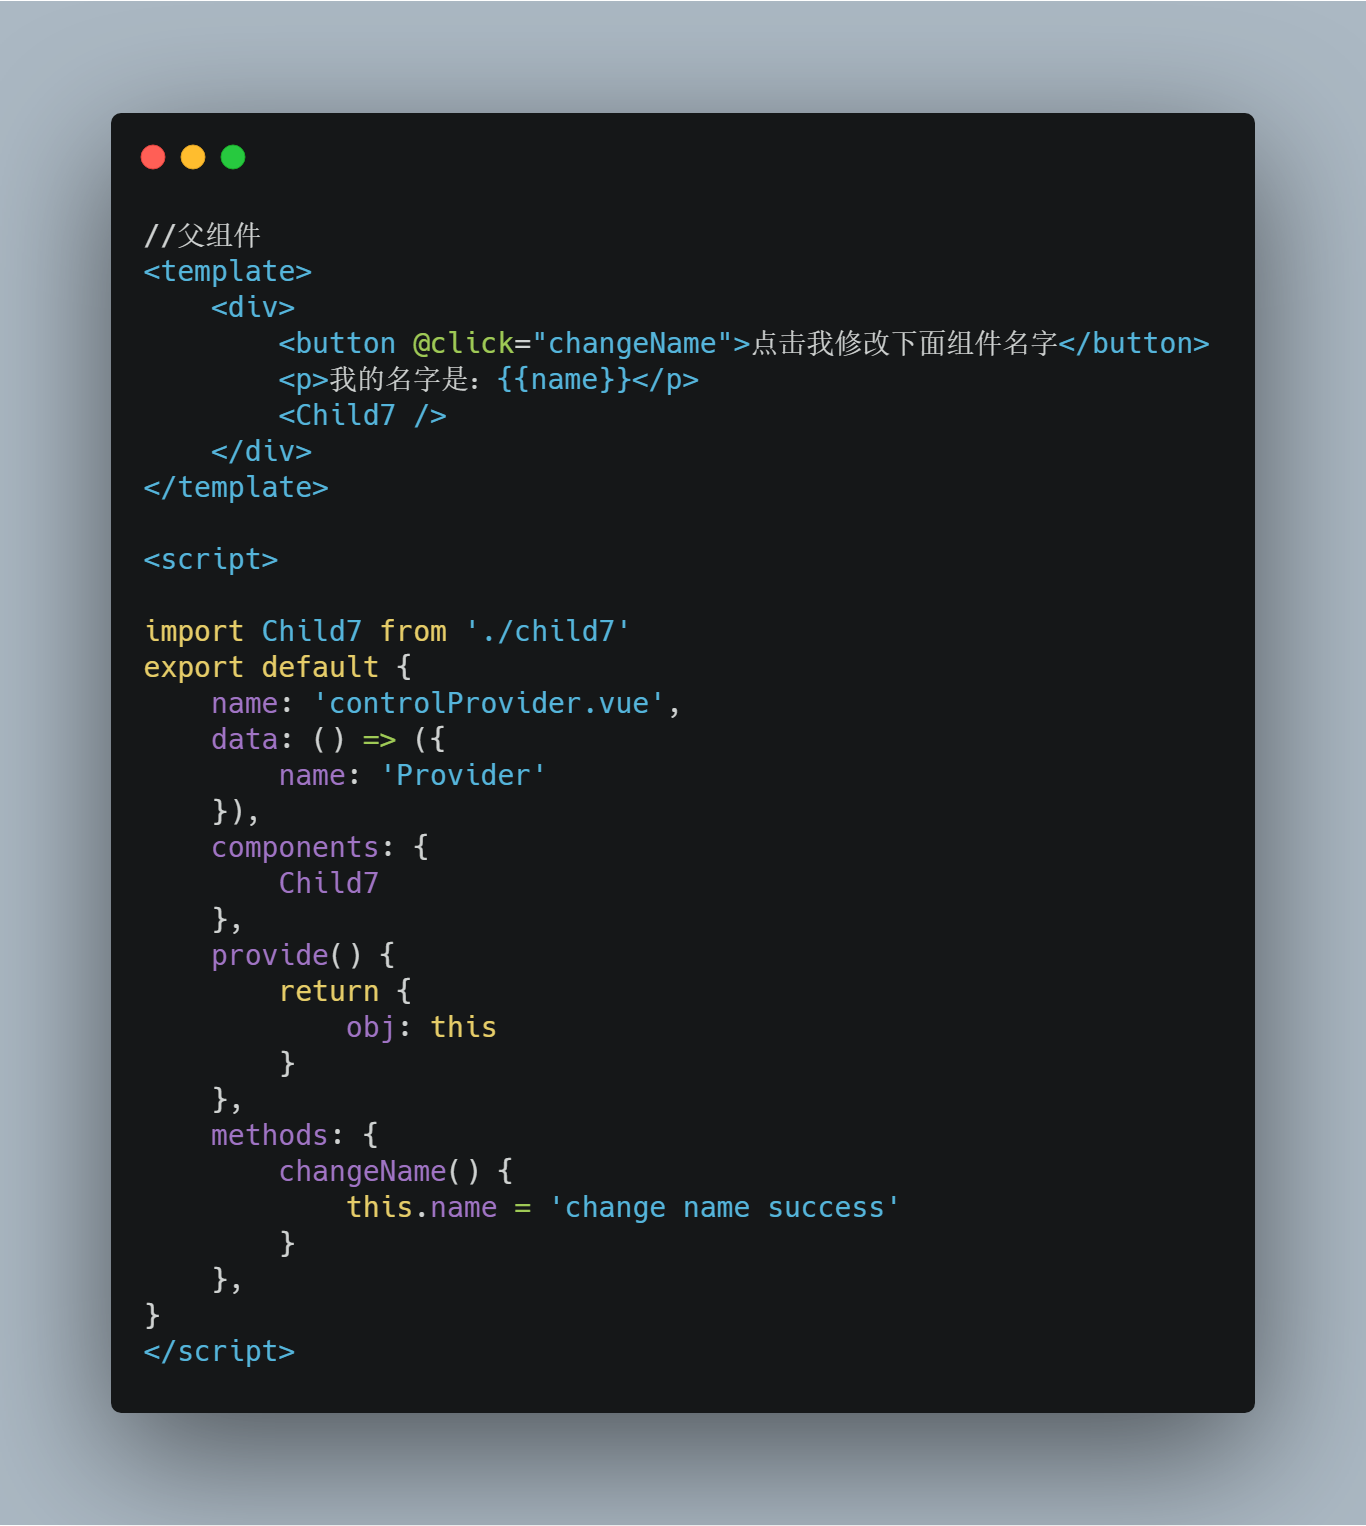 //父组件
<template>
    <div>
        <button @click="changeName">点击我修改下面组件名字</button>
        <p>我的名字是：{{name}}</p>
        <Child7 />
    </div>
</template>

<script>

import Child7 from './child7'
export default {
    name: 'controlProvider.vue',
    data: () => ({
        name: 'Provider'
    }),
    components: {
        Child7
    },
    provide() {
        return {
            obj: this
        }
    },
    methods: {
        changeName() {
            this.name = 'change name success'
        }
    },
}
</script>